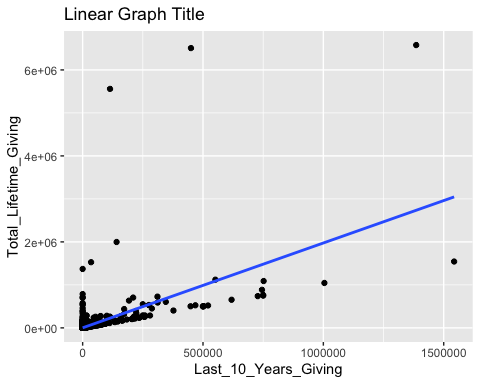 Linear Graph Title
Total_Lifetime_Giving
6e+06
4e+06
2e+06
0e+00
0 500000 1000000 1500000
Last_10_Years_Giving